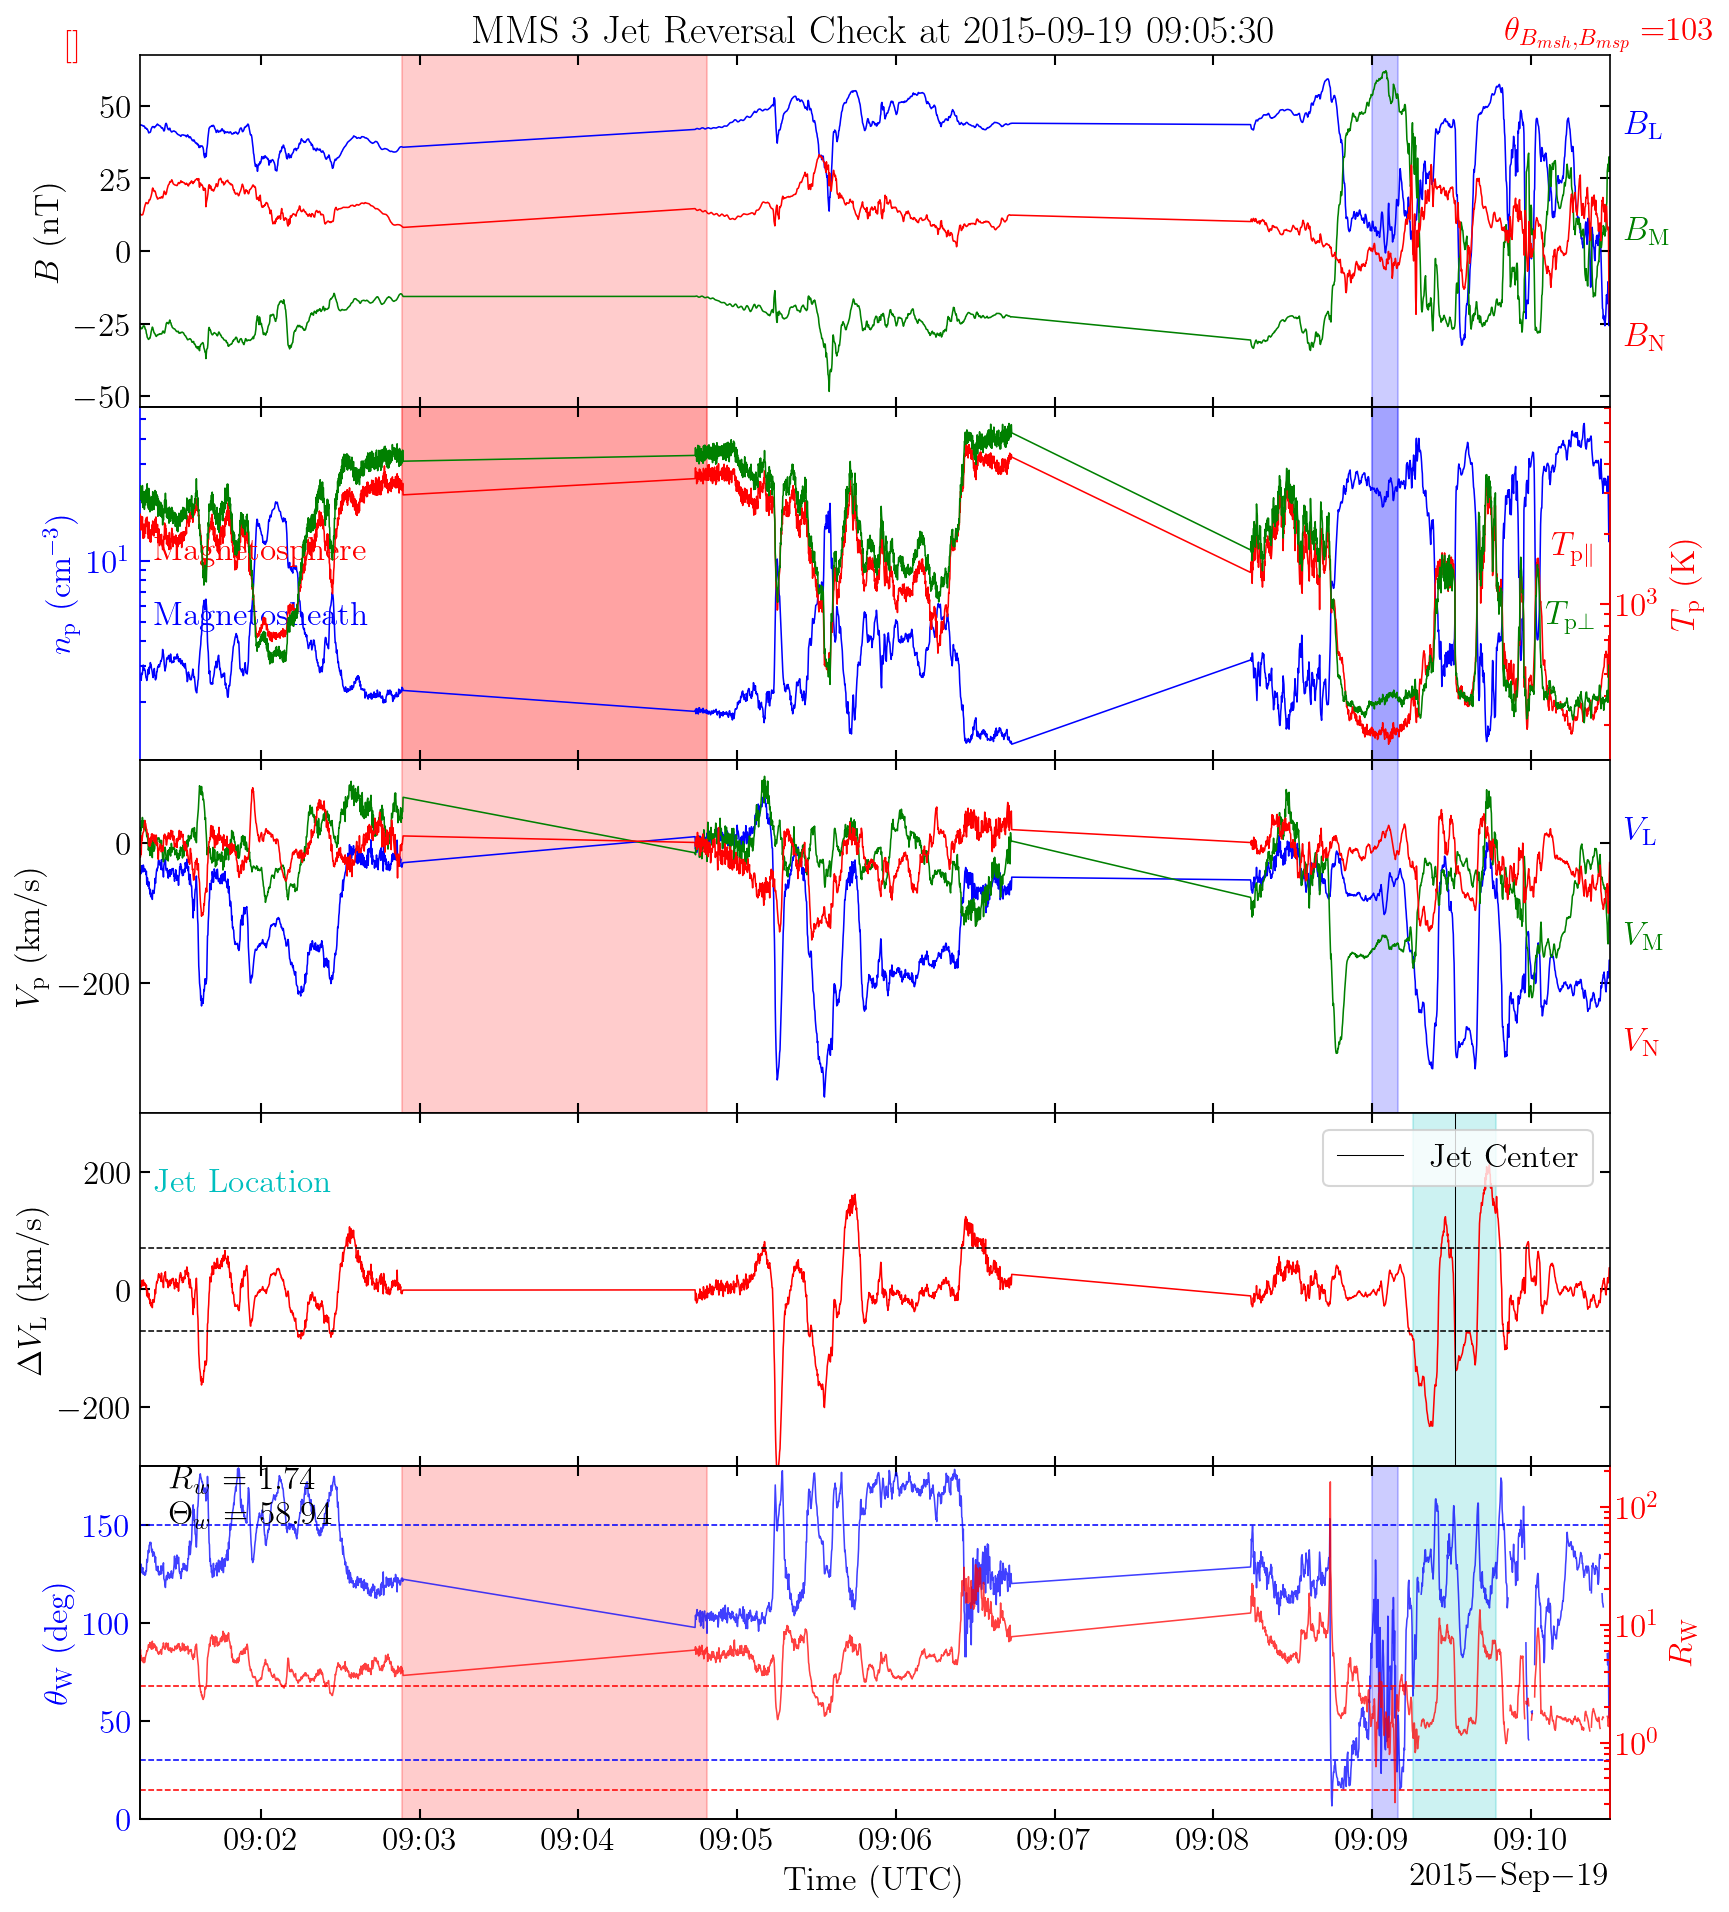 MMS 3 Jet Reversal Check at 2015-09-19 09:05:30
[]
θ_{B_{msh},B_{msp}} =103
50
25
0
−25
−50
B (nT)
B_L
B_M
B_N
10^1
n_p (cm^{−3})
Magnetosphere
Magnetosheath
T_{p∥}
T_{p⊥}
10^3
T_p (K)
0
−200
V_p (km/s)
V_L
V_M
V_N
200
0
−200
ΔV_L (km/s)
Jet Location
Jet Center
R_w = 1.74
Θ_w = 58.94
150
100
50
0
θ_W (deg)
10^2
10^1
10^0
R_W
09:02 09:03 09:04 09:05 09:06 09:07 09:08 09:09 09:10
Time (UTC)
2015−Sep−19